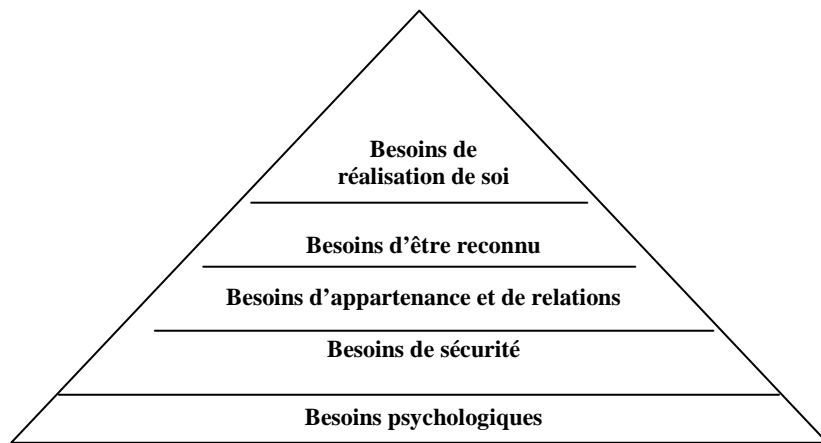 Besoins de
réalisation de soi
Besoins d’être reconnu
Besoins d’appartenance et de relations
Besoins de sécurité
Besoins psychologiques